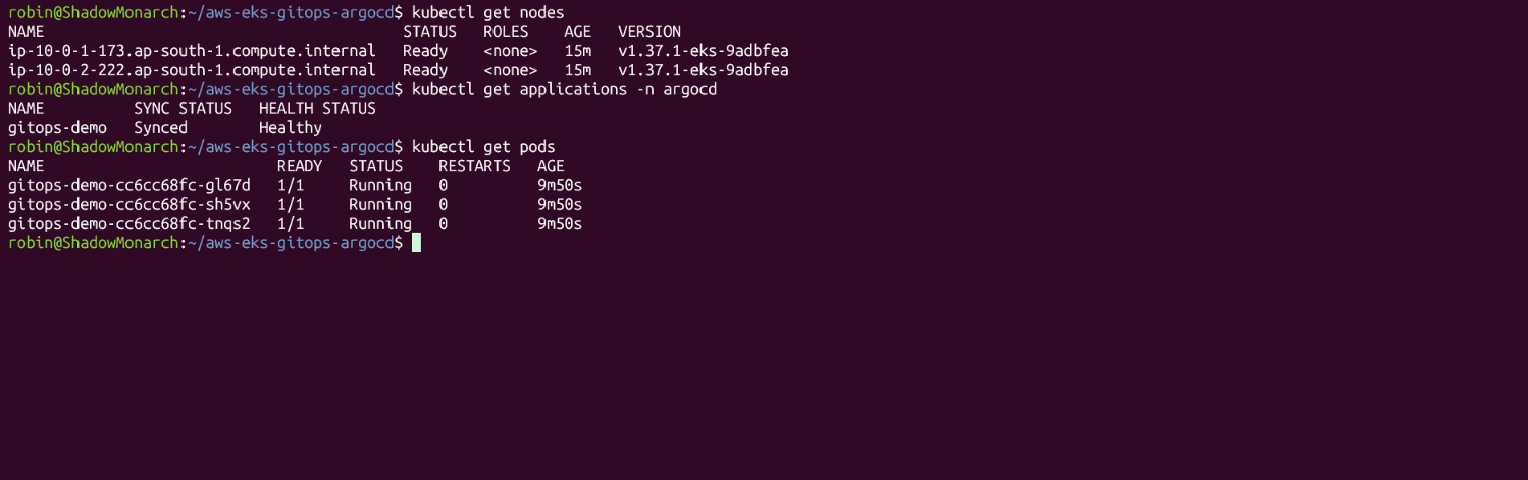 robin@ShadowMonarch:~/aws-eks-gitops-argocd$ kubectl get nodes
NAME STATUS ROLES AGE VERSION
ip-10-0-1-173.ap-south-1.compute.internal Ready <none> 15m v1.37.1-eks-9adbfea
ip-10-0-2-222.ap-south-1.compute.internal Ready <none> 15m v1.37.1-eks-9adbfea
robin@ShadowMonarch:~/aws-eks-gitops-argocd$ kubectl get applications -n argocd
NAME SYNC STATUS HEALTH STATUS
gitops-demo Synced Healthy
robin@ShadowMonarch:~/aws-eks-gitops-argocd$ kubectl get pods
NAME READY STATUS RESTARTS AGE
gitops-demo-cc6cc68fc-gl67d 1/1 Running 0 9m50s
gitops-demo-cc6cc68fc-sh5vx 1/1 Running 0 9m50s
gitops-demo-cc6cc68fc-tnqs2 1/1 Running 0 9m50s
robin@ShadowMonarch:~/aws-eks-gitops-argocd$